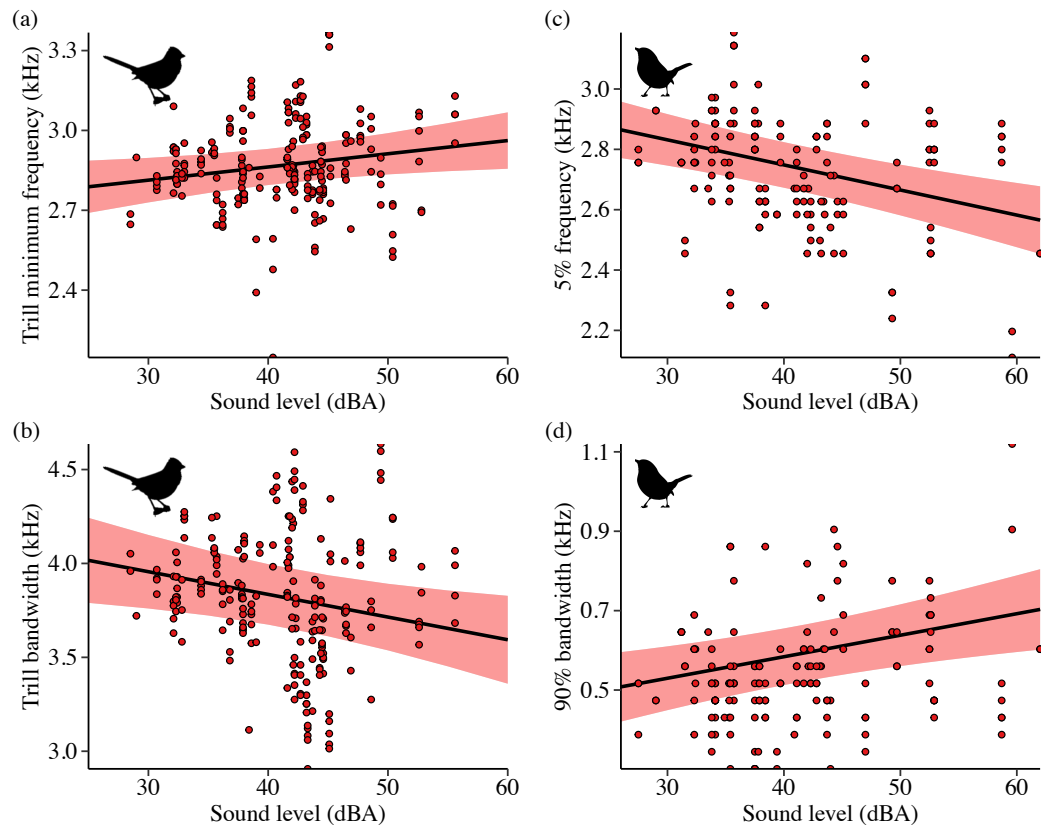 (a)
Trill minimum frequency (kHz)
3.3
3.0
2.7
2.4
30 40 50 60
Sound level (dBA)
(c)
5% frequency (kHz)
3.0
2.8
2.6
2.4
2.2
30 40 50 60
Sound level (dBA)
(b)
Trill bandwidth (kHz)
4.5
4.0
3.5
3.0
30 40 50 60
Sound level (dBA)
(d)
90% bandwidth (kHz)
1.1
0.9
0.7
0.5
30 40 50 60
Sound level (dBA)